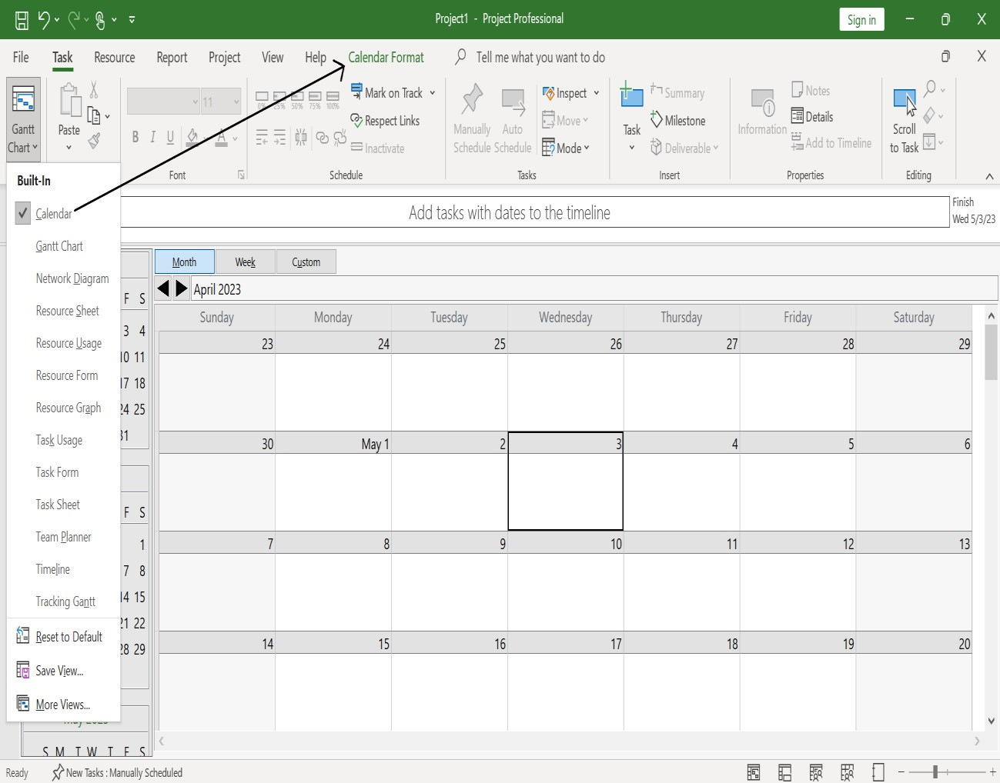 Project1 - Project Professional
Sign in
File Task Resource Report Project View Help Calendar Format Tell me what you want to do
Gantt Chart
Paste
11
B I U A
Font
0% 25% 50% 75% 100%
Mark on Track
Respect Links
Inactivate
Schedule
Manually Schedule
Auto Schedule
Inspect
Move
Mode
Tasks
Task
Summary
Milestone
Deliverable
Insert
Information
Notes
Details
Add to Timeline
Properties
Scroll to Task
Editing
Built-In
Calendar
Gantt Chart
Network Diagram
Resource Sheet
Resource Usage
Resource Form
Resource Graph
Task Usage
Task Form
Task Sheet
Team Planner
Timeline
Tracking Gantt
Reset to Default
Save View...
More Views...
Add tasks with dates to the timeline
Finish
Wed 5/3/23
F S
3 4
10 11
17 18
24 25
31
F S
1
7 8
14 15
21 22
28 29
S M T W T F S
Month Week Custom
April 2023
Sunday Monday Tuesday Wednesday Thursday Friday Saturday
23 24 25 26 27 28 29
30 May 1 2 3 4 5 6
7 8 9 10 11 12 13
14 15 16 17 18 19 20
Ready New Tasks : Manually Scheduled